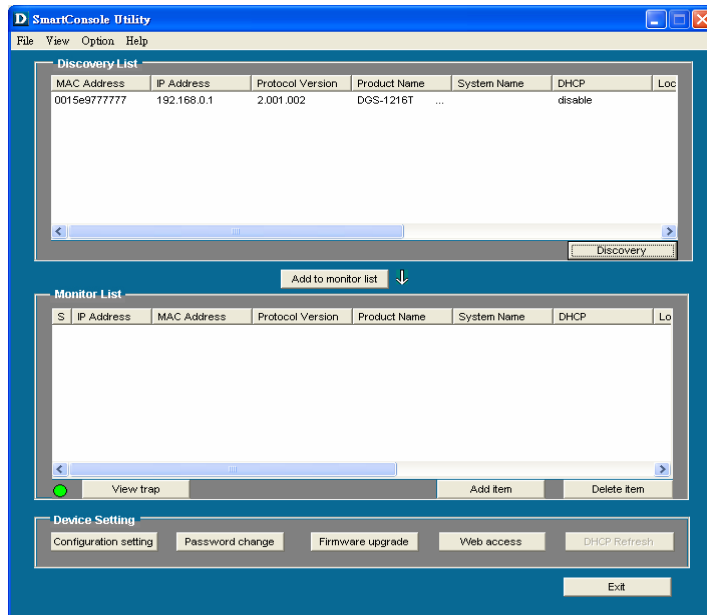 D SmartConsole Utility
File View Option Help
Discovery List
MAC Address IP Address Protocol Version Product Name System Name DHCP Loc
0015e9777777 192.168.0.1 2.001.002 DGS-1216T ... disable
Discovery
Add to monitor list
Monitor List
S IP Address MAC Address Protocol Version Product Name System Name DHCP Lo
View trap Add item Delete item
Device Setting
Configuration setting Password change Firmware upgrade Web access DHCP Refresh
Exit